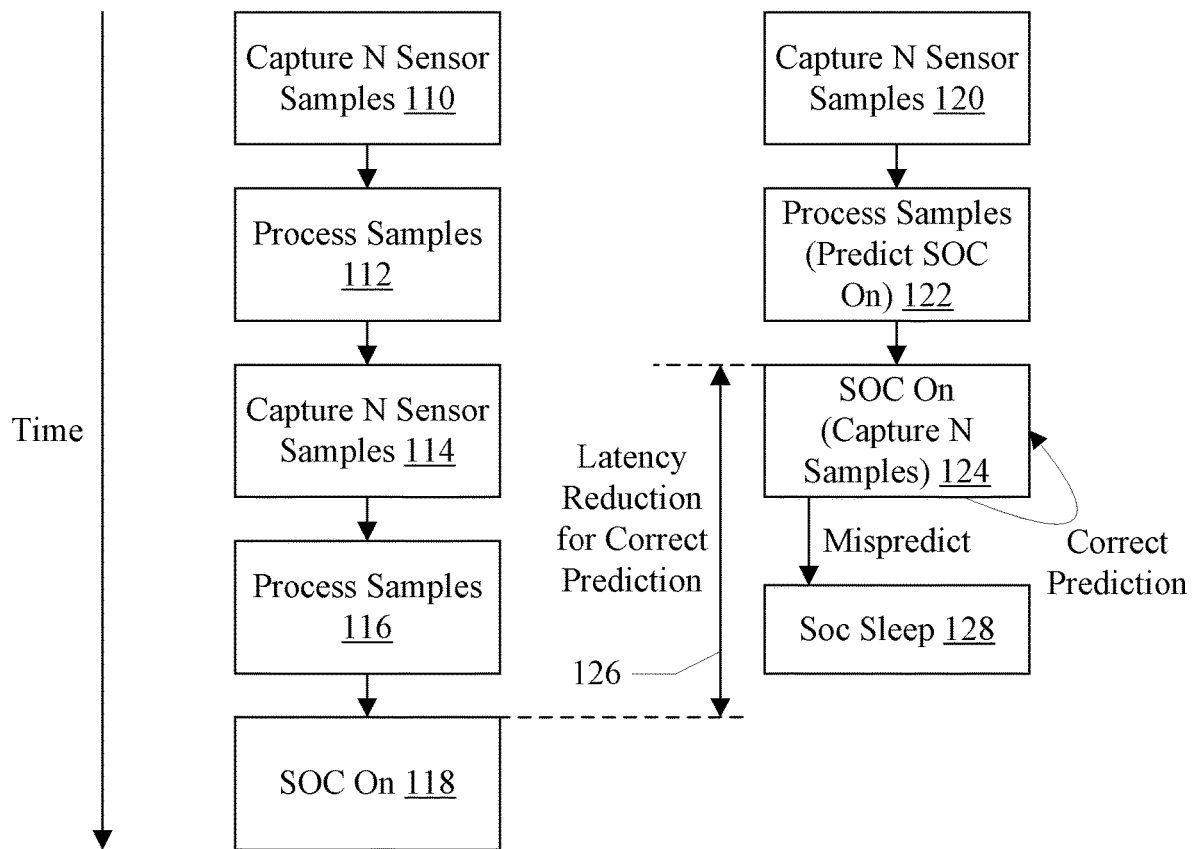 Time
Capture N Sensor
Samples 110
Process Samples
112
Capture N Sensor
Samples 114
Process Samples
116
SOC On 118
Latency
Reduction
for Correct
Prediction
126
Capture N Sensor
Samples 120
Process Samples
(Predict SOC
On) 122
SOC On
(Capture N
Samples) 124
Mispredict
Correct
Prediction
Soc Sleep 128